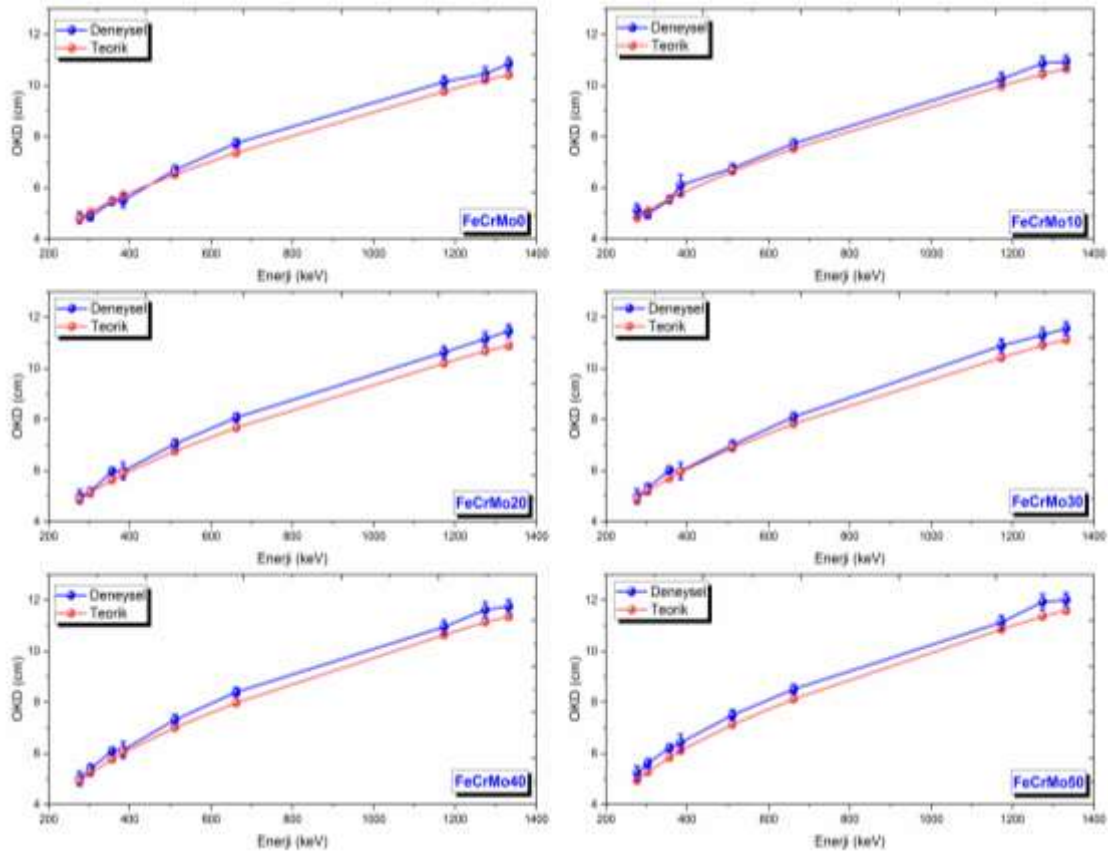 Deneysel
Teorik
12
10
8
6
4
OKD (cm)
FeCrMo0
200 400 600 800 1000 1200 1400
Enerji (keV)
Deneysel
Teorik
12
10
8
6
4
OKD (cm)
FeCrMo10
200 400 600 800 1000 1200 1400
Enerji (keV)
Deneysel
Teorik
12
10
8
6
4
OKD (cm)
FeCrMo20
200 400 600 800 1000 1200 1400
Enerji (keV)
Deneysel
Teorik
12
10
8
6
4
OKD (cm)
FeCrMo30
200 400 600 800 1000 1200 1400
Enerji (keV)
Deneysel
Teorik
12
10
8
6
4
OKD (cm)
FeCrMo40
200 400 600 800 1000 1200 1400
Enerji (keV)
Deneysel
Teorik
12
10
8
6
4
OKD (cm)
FeCrMo50
200 400 600 800 1000 1200 1400
Enerji (keV)